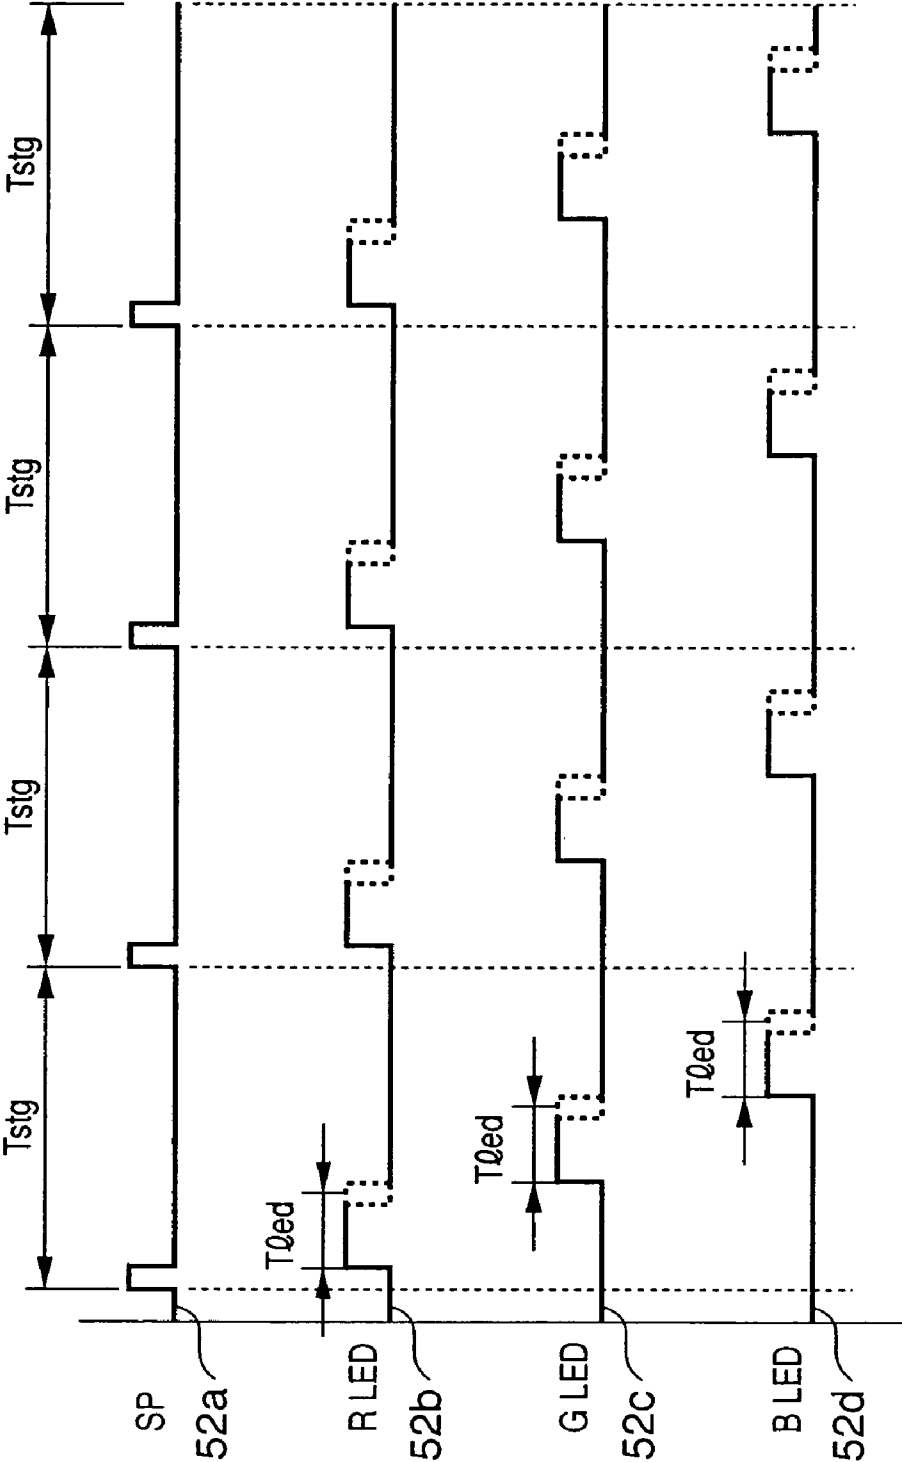 Tstg
Tstg
Tstg
Tstg
SP
52a
R LED
52b
Tℓed
G LED
52c
Tℓed
B LED
52d
Tℓed